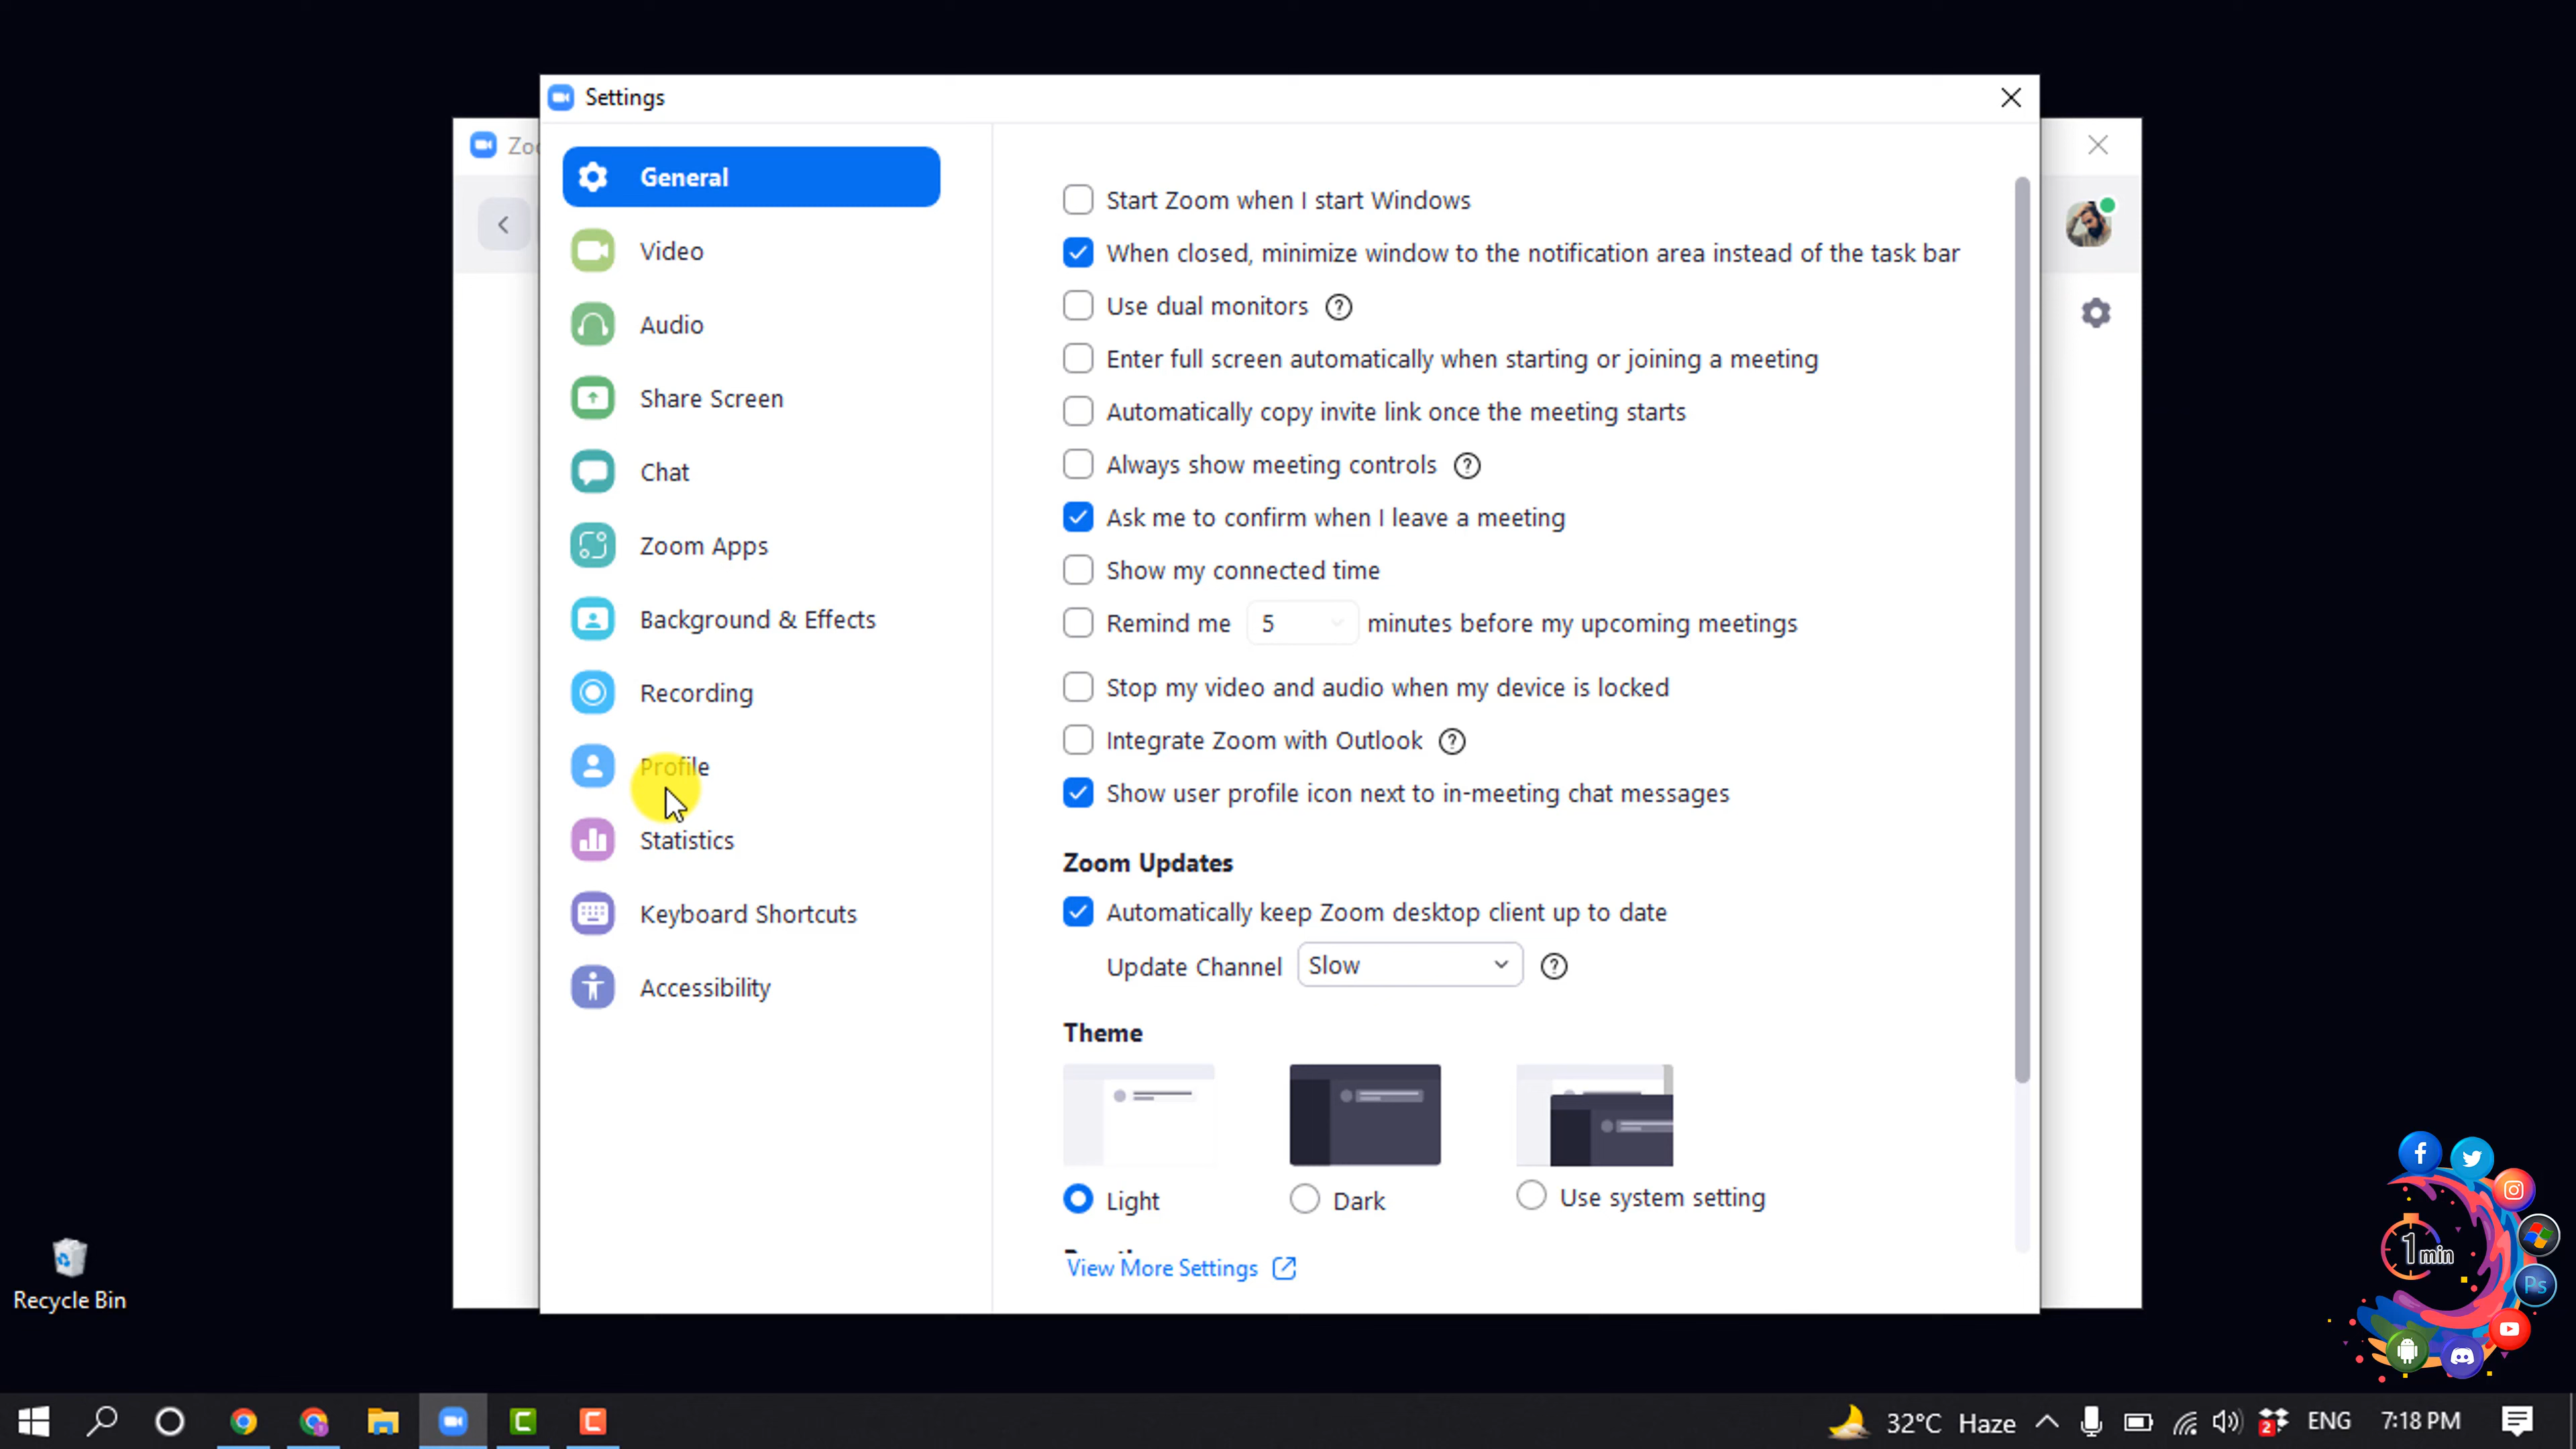 Settings
Zoo
General
Video
Audio
Share Screen
Chat
Zoom Apps
Background & Effects
Recording
Profile
Statistics
Keyboard Shortcuts
Accessibility
Start Zoom when I start Windows
When closed, minimize window to the notification area instead of the task bar
Use dual monitors ?
Enter full screen automatically when starting or joining a meeting
Automatically copy invite link once the meeting starts
Always show meeting controls ?
Ask me to confirm when I leave a meeting
Show my connected time
Remind me 5 minutes before my upcoming meetings
Stop my video and audio when my device is locked
Integrate Zoom with Outlook ?
Show user profile icon next to in-meeting chat messages
Zoom Updates
Automatically keep Zoom desktop client up to date
Update Channel Slow ?
Theme
Light
Dark
Use system setting
View More Settings
Recycle Bin
1 min
Ps
32°C Haze
2
ENG
7:18 PM